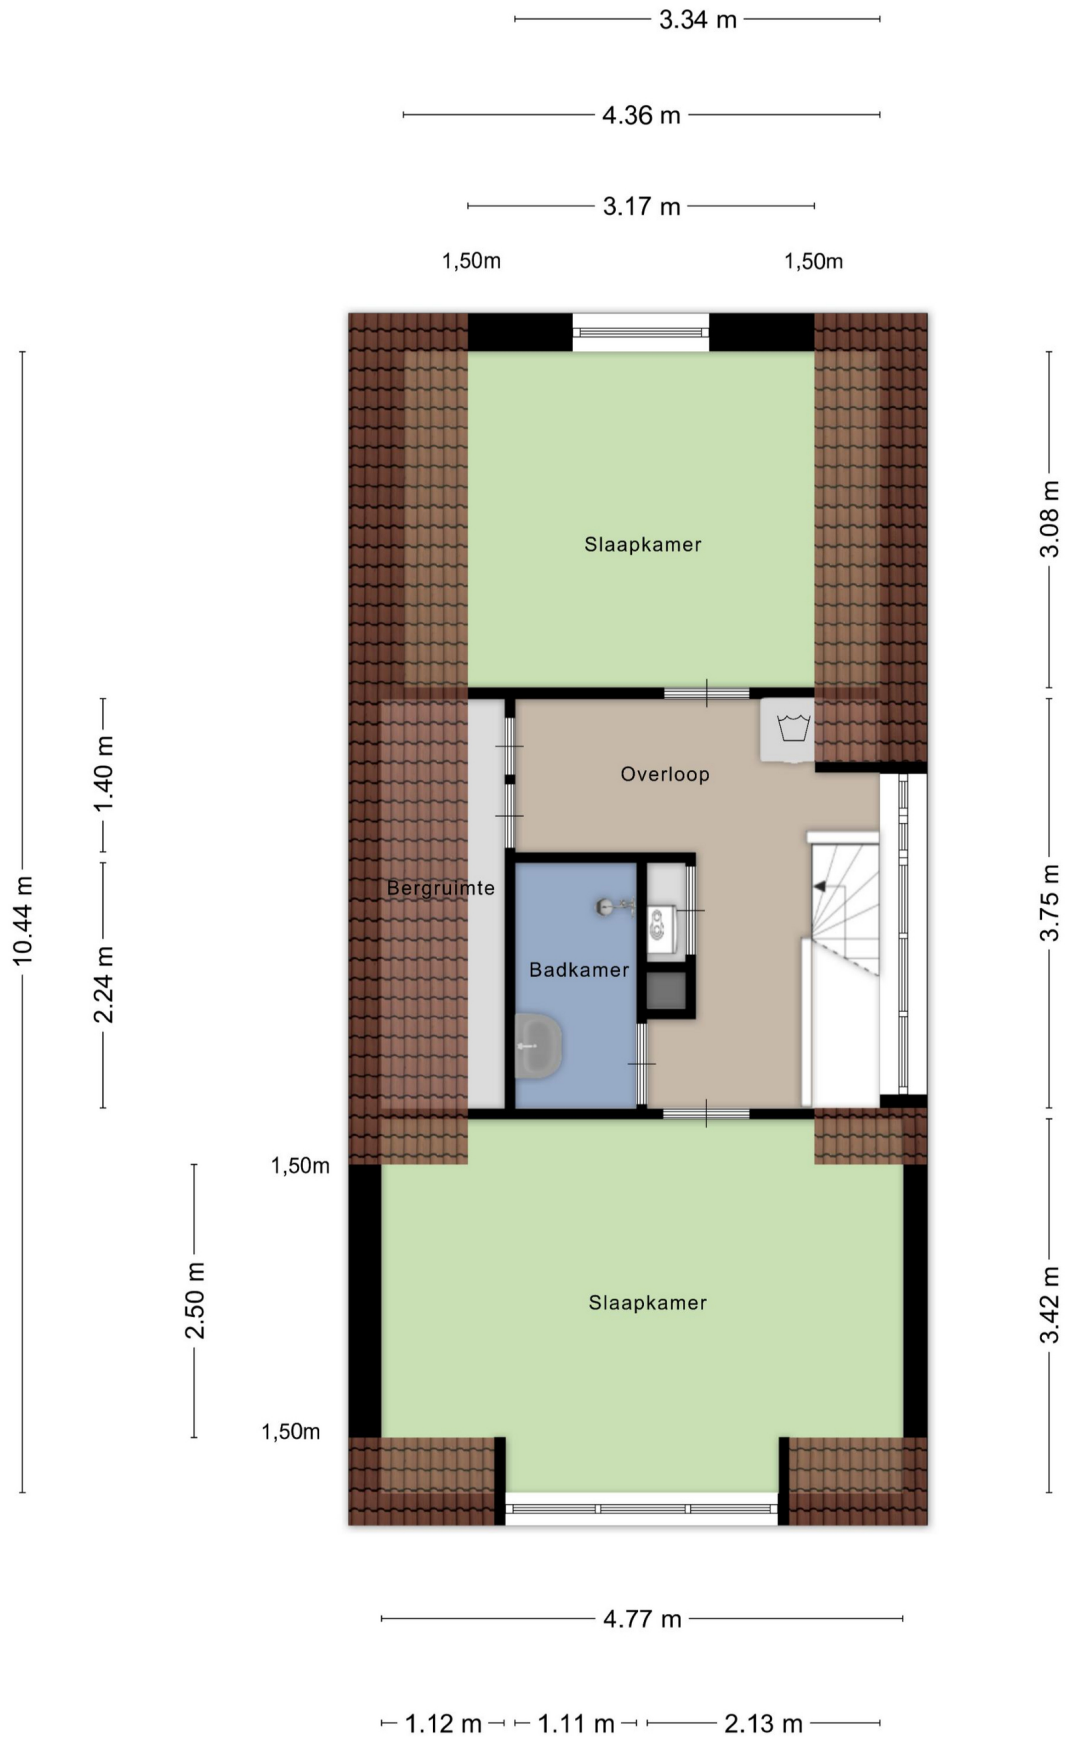 3.34 m
4.36 m
3.17 m
1,50m
1,50m
Slaapkamer
3.08 m
Overloop
1.40 m
Bergruimte
3.75 m
10.44 m
Badkamer
2.24 m
1,50m
2.50 m
Slaapkamer
3.42 m
1,50m
4.77 m
1.12 m
1.11 m
2.13 m